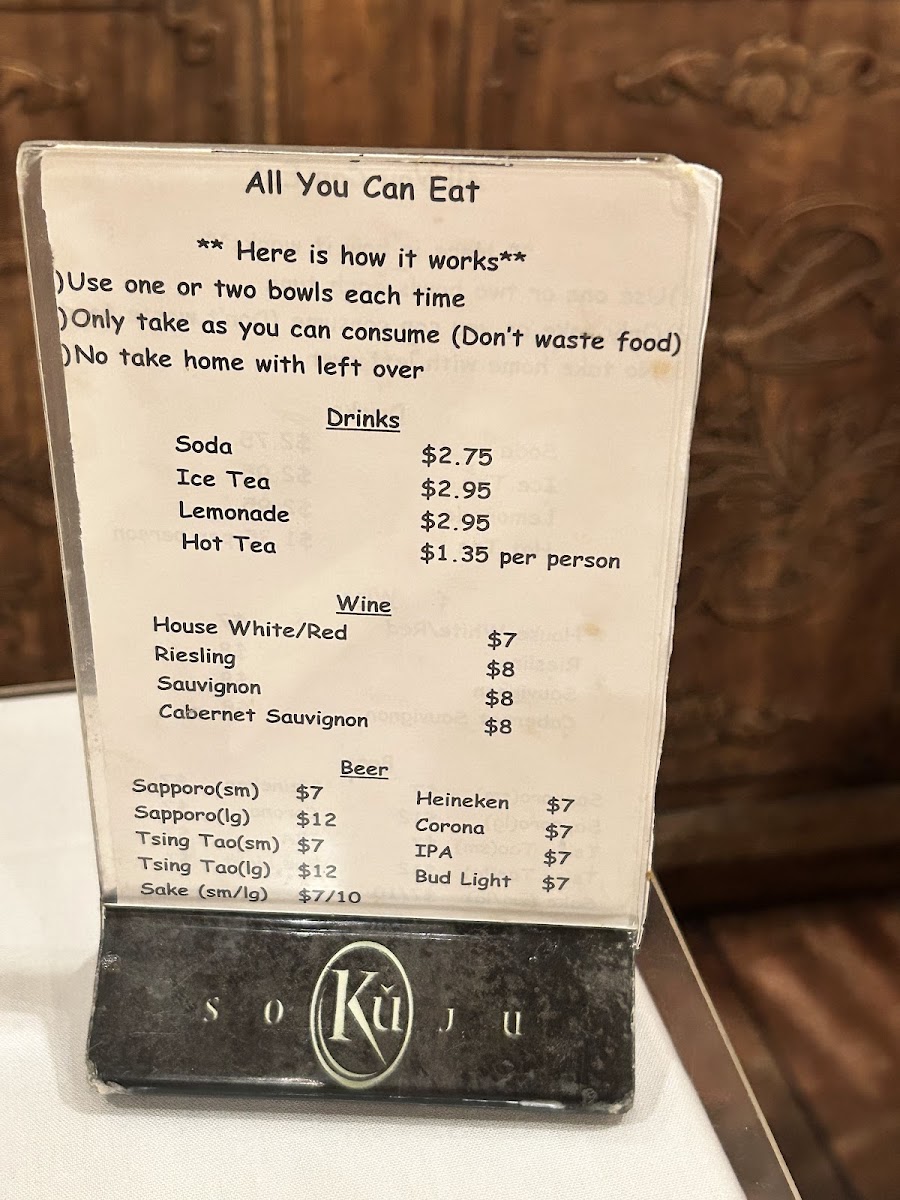 All You Can Eat
** Here is how it works**
)Use one or two bowls each time
)Only take as you can consume (Don't waste food)
)No take home with left over
Drinks
Soda $2.75
Ice Tea $2.95
Lemonade $2.95
Hot Tea $1.35 per person
Wine
House White/Red $7
Riesling $8
Sauvignon $8
Cabernet Sauvignon $8
Beer
Sapporo(sm) $7 Heineken $7
Sapporo(lg) $12 Corona $7
Tsing Tao(sm) $7 IPA $7
Tsing Tao(lg) $12 Bud Light $7
Sake (sm/lg) $7/10
SO Kǔ JU